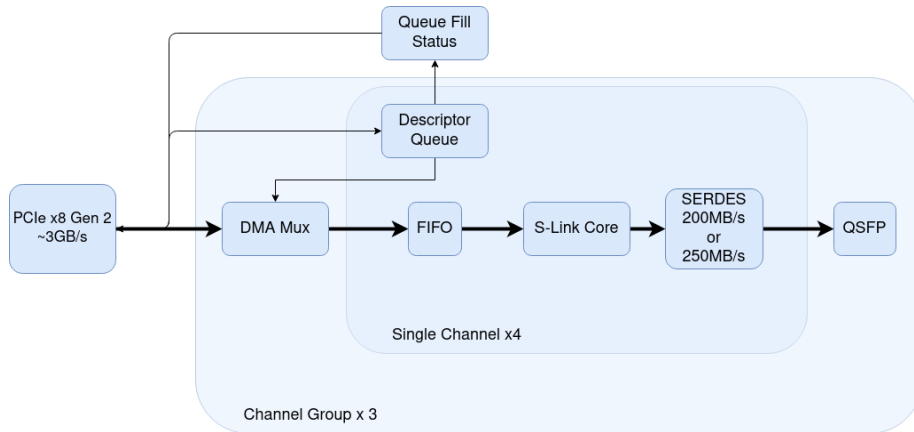 Queue Fill
Status
Descriptor
Queue
PCIe x8 Gen 2
~3GB/s
DMA Mux
FIFO
S-Link Core
SERDES
200MB/s
or
250MB/s
QSFP
Single Channel x4
Channel Group x 3